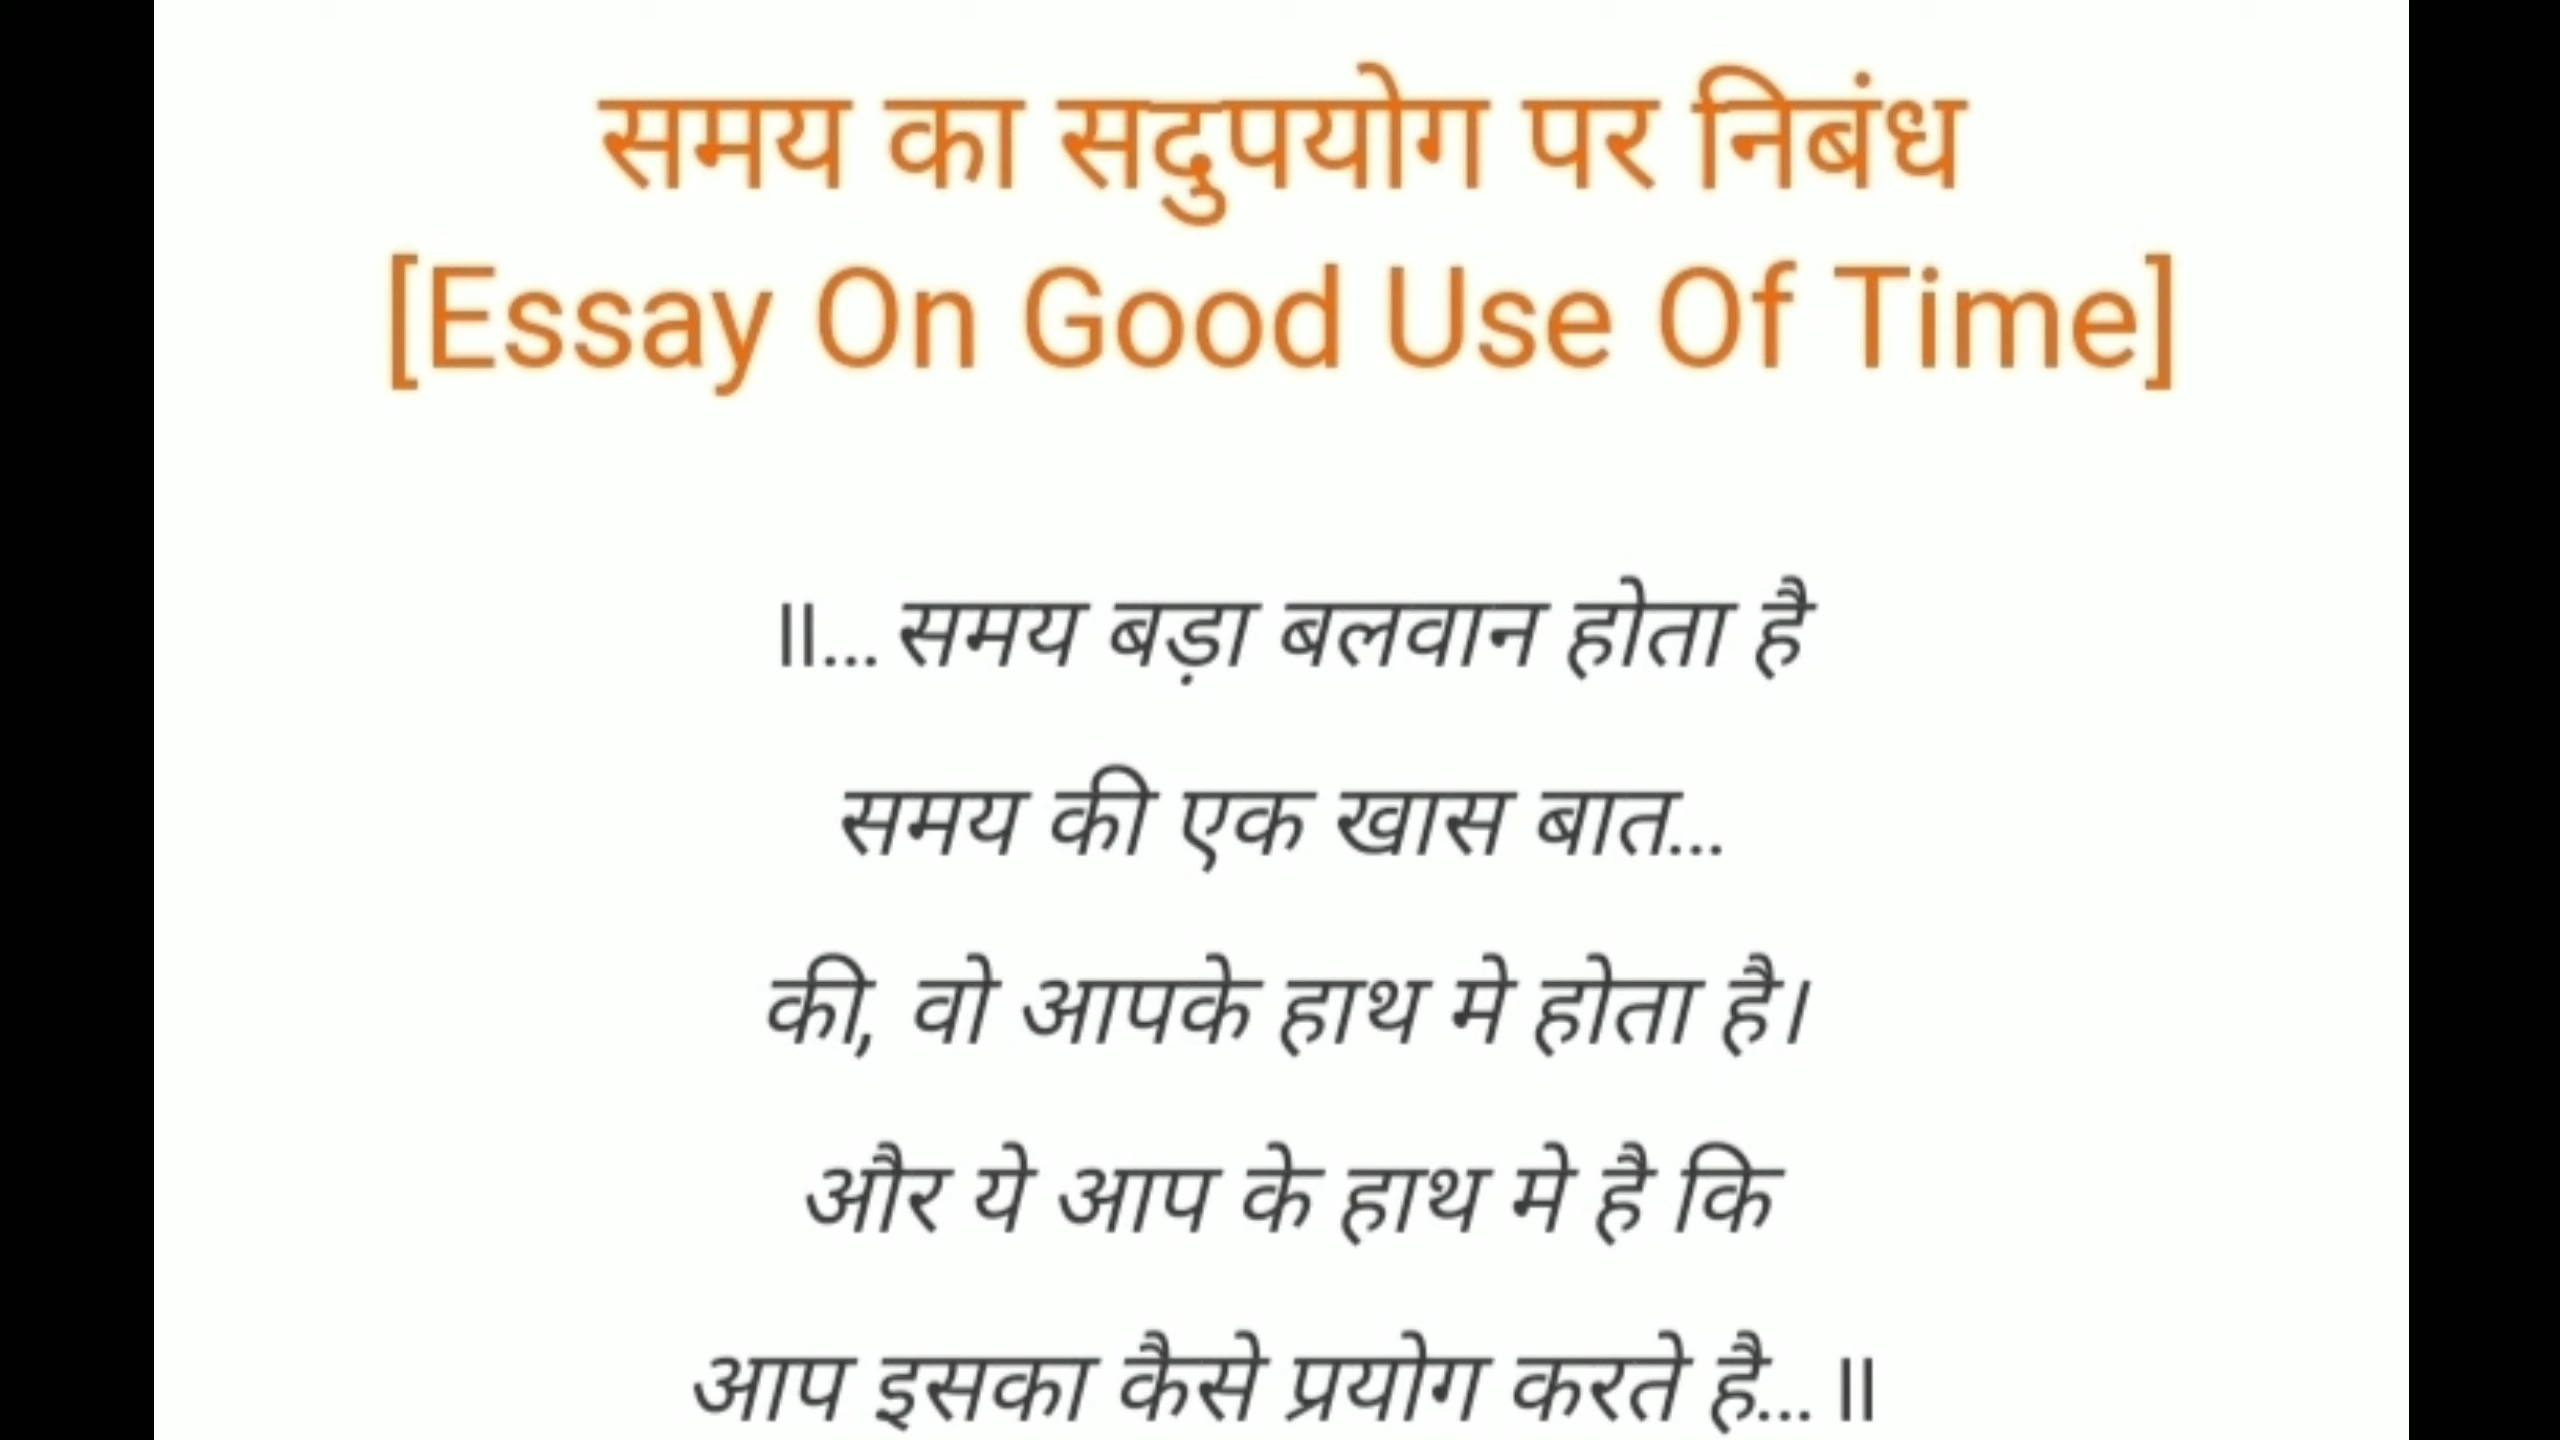 समय का सदुपयोग पर निबंध
[Essay On Good Use Of Time]
॥... समय बड़ा बलवान होता है
समय की एक खास बात...
की, वो आपके हाथ मे होता है।
और ये आप के हाथ मे है कि
आप इसका कैसे प्रयोग करते है... ॥